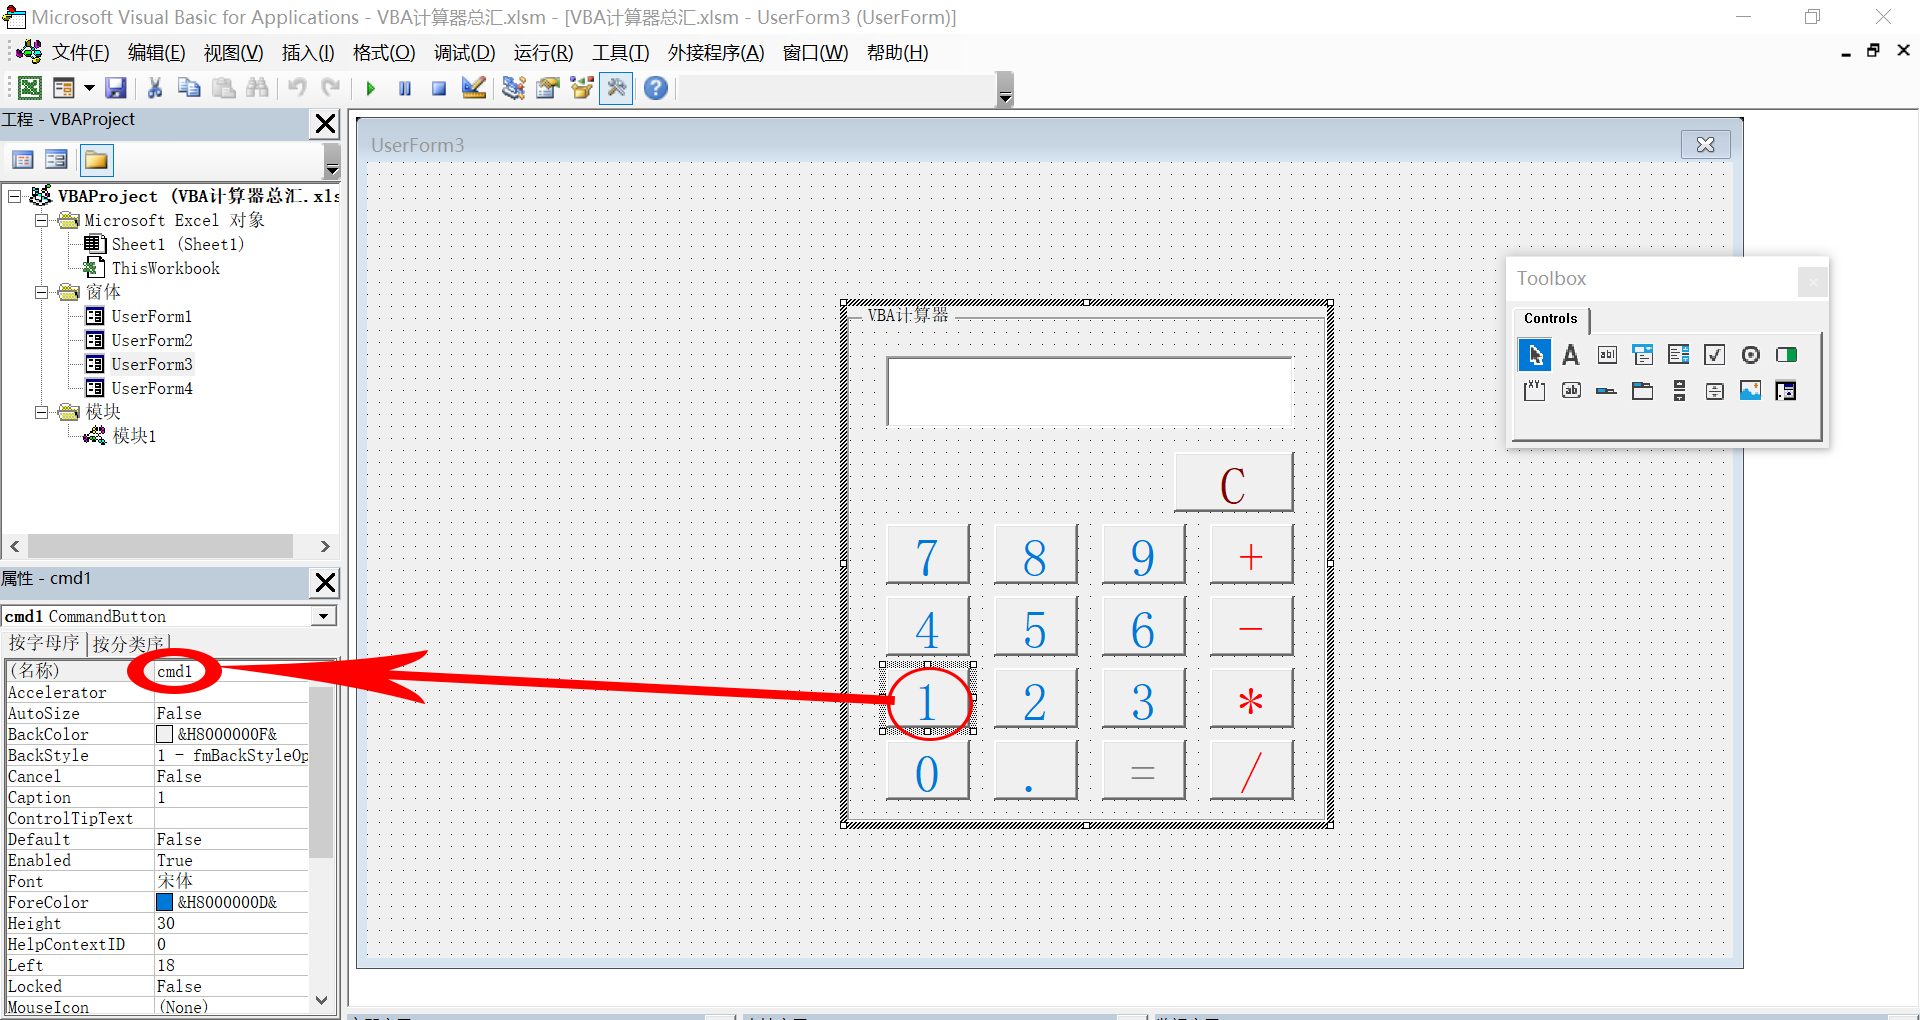 Microsoft Visual Basic for Applications - VBA计算器总汇.xlsm - [VBA计算器总汇.xlsm - UserForm3 (UserForm)]
文件(F) 编辑(E) 视图(V) 插入(I) 格式(O) 调试(D) 运行(R) 工具(T) 外接程序(A) 窗口(W) 帮助(H)
工程 - VBAProject
VBAProject (VBA计算器总汇.xls
Microsoft Excel 对象
Sheet1 (Sheet1)
ThisWorkbook
窗体
UserForm1
UserForm2
UserForm3
UserForm4
模块
模块1
属性 - cmd1
cmd1 CommandButton
按字母序 按分类序
(名称) cmd1
Accelerator
AutoSize False
BackColor &H8000000F&
BackStyle 1 - fmBackStyleOp
Cancel False
Caption 1
ControlTipText
Default False
Enabled True
Font 宋体
ForeColor &H8000000D&
Height 30
HelpContextID 0
Left 18
Locked False
MouseIcon (None)
UserForm3
VBA计算器
C
7 8 9 +
4 5 6 -
1 2 3 *
0 . = /
Toolbox
Controls